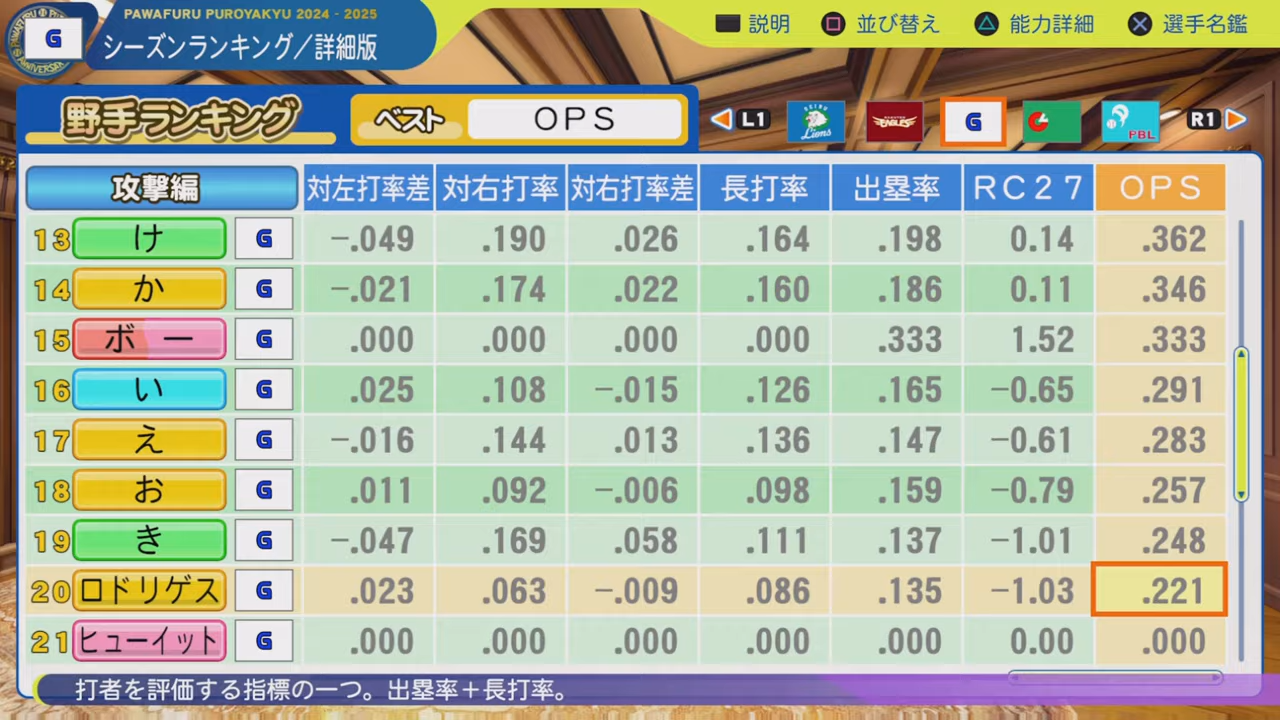 PAWAFURU PUROYAKYU 2024 - 2025
G シーズンランキング／詳細版
説明 並び替え 能力詳細 選手名鑑
野手ランキング ベスト OPS L1 Lions EAGLES G PBL R1
攻撃編 対左打率差 対右打率 対右打率差 長打率 出塁率 RC27 OPS
13 け G -.049 .190 .026 .164 .198 0.14 .362
14 か G -.021 .174 .022 .160 .186 0.11 .346
15 ボー G .000 .000 .000 .000 .333 1.52 .333
16 い G .025 .108 -.015 .126 .165 -0.65 .291
17 え G -.016 .144 .013 .136 .147 -0.61 .283
18 お G .011 .092 -.006 .098 .159 -0.79 .257
19 き G -.047 .169 .058 .111 .137 -1.01 .248
20 ロドリゲス G .023 .063 -.009 .086 .135 -1.03 .221
21 ヒューイット G .000 .000 .000 .000 .000 0.00 .000
打者を評価する指標の一つ。出塁率＋長打率。